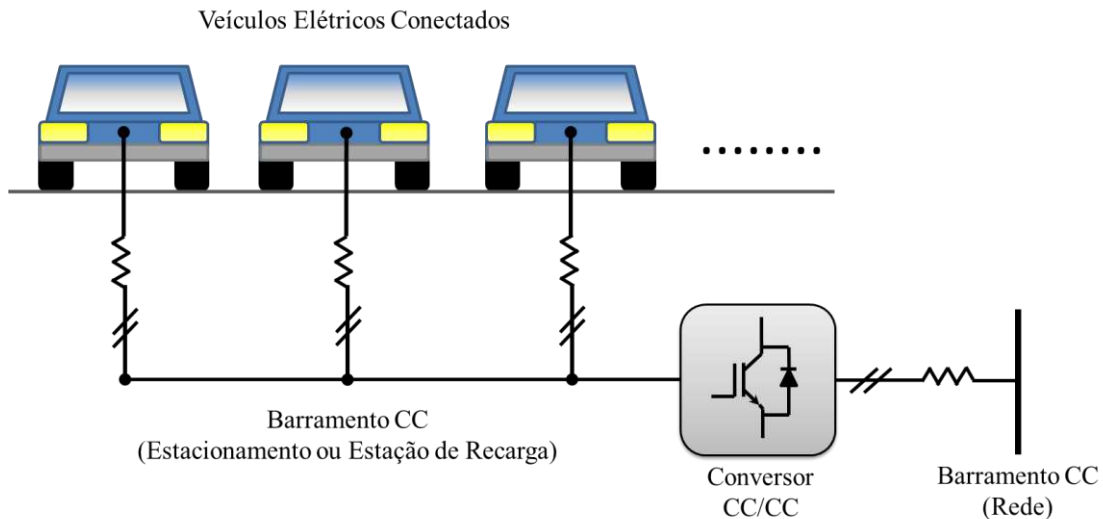 Veículos Elétricos Conectados
Barramento CC
(Estacionamento ou Estação de Recarga)
Conversor
CC/CC
Barramento CC
(Rede)